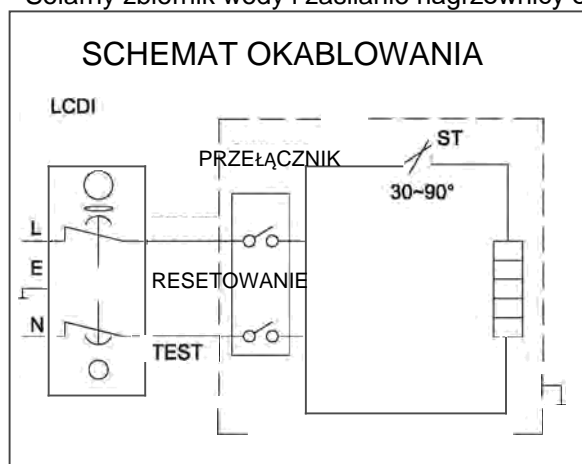 SCHEMAT OKABLOWANIA
LCDI
ST
PRZEŁĄCZNIK
30~90°
L
E
RESETOWANIE
N
TEST